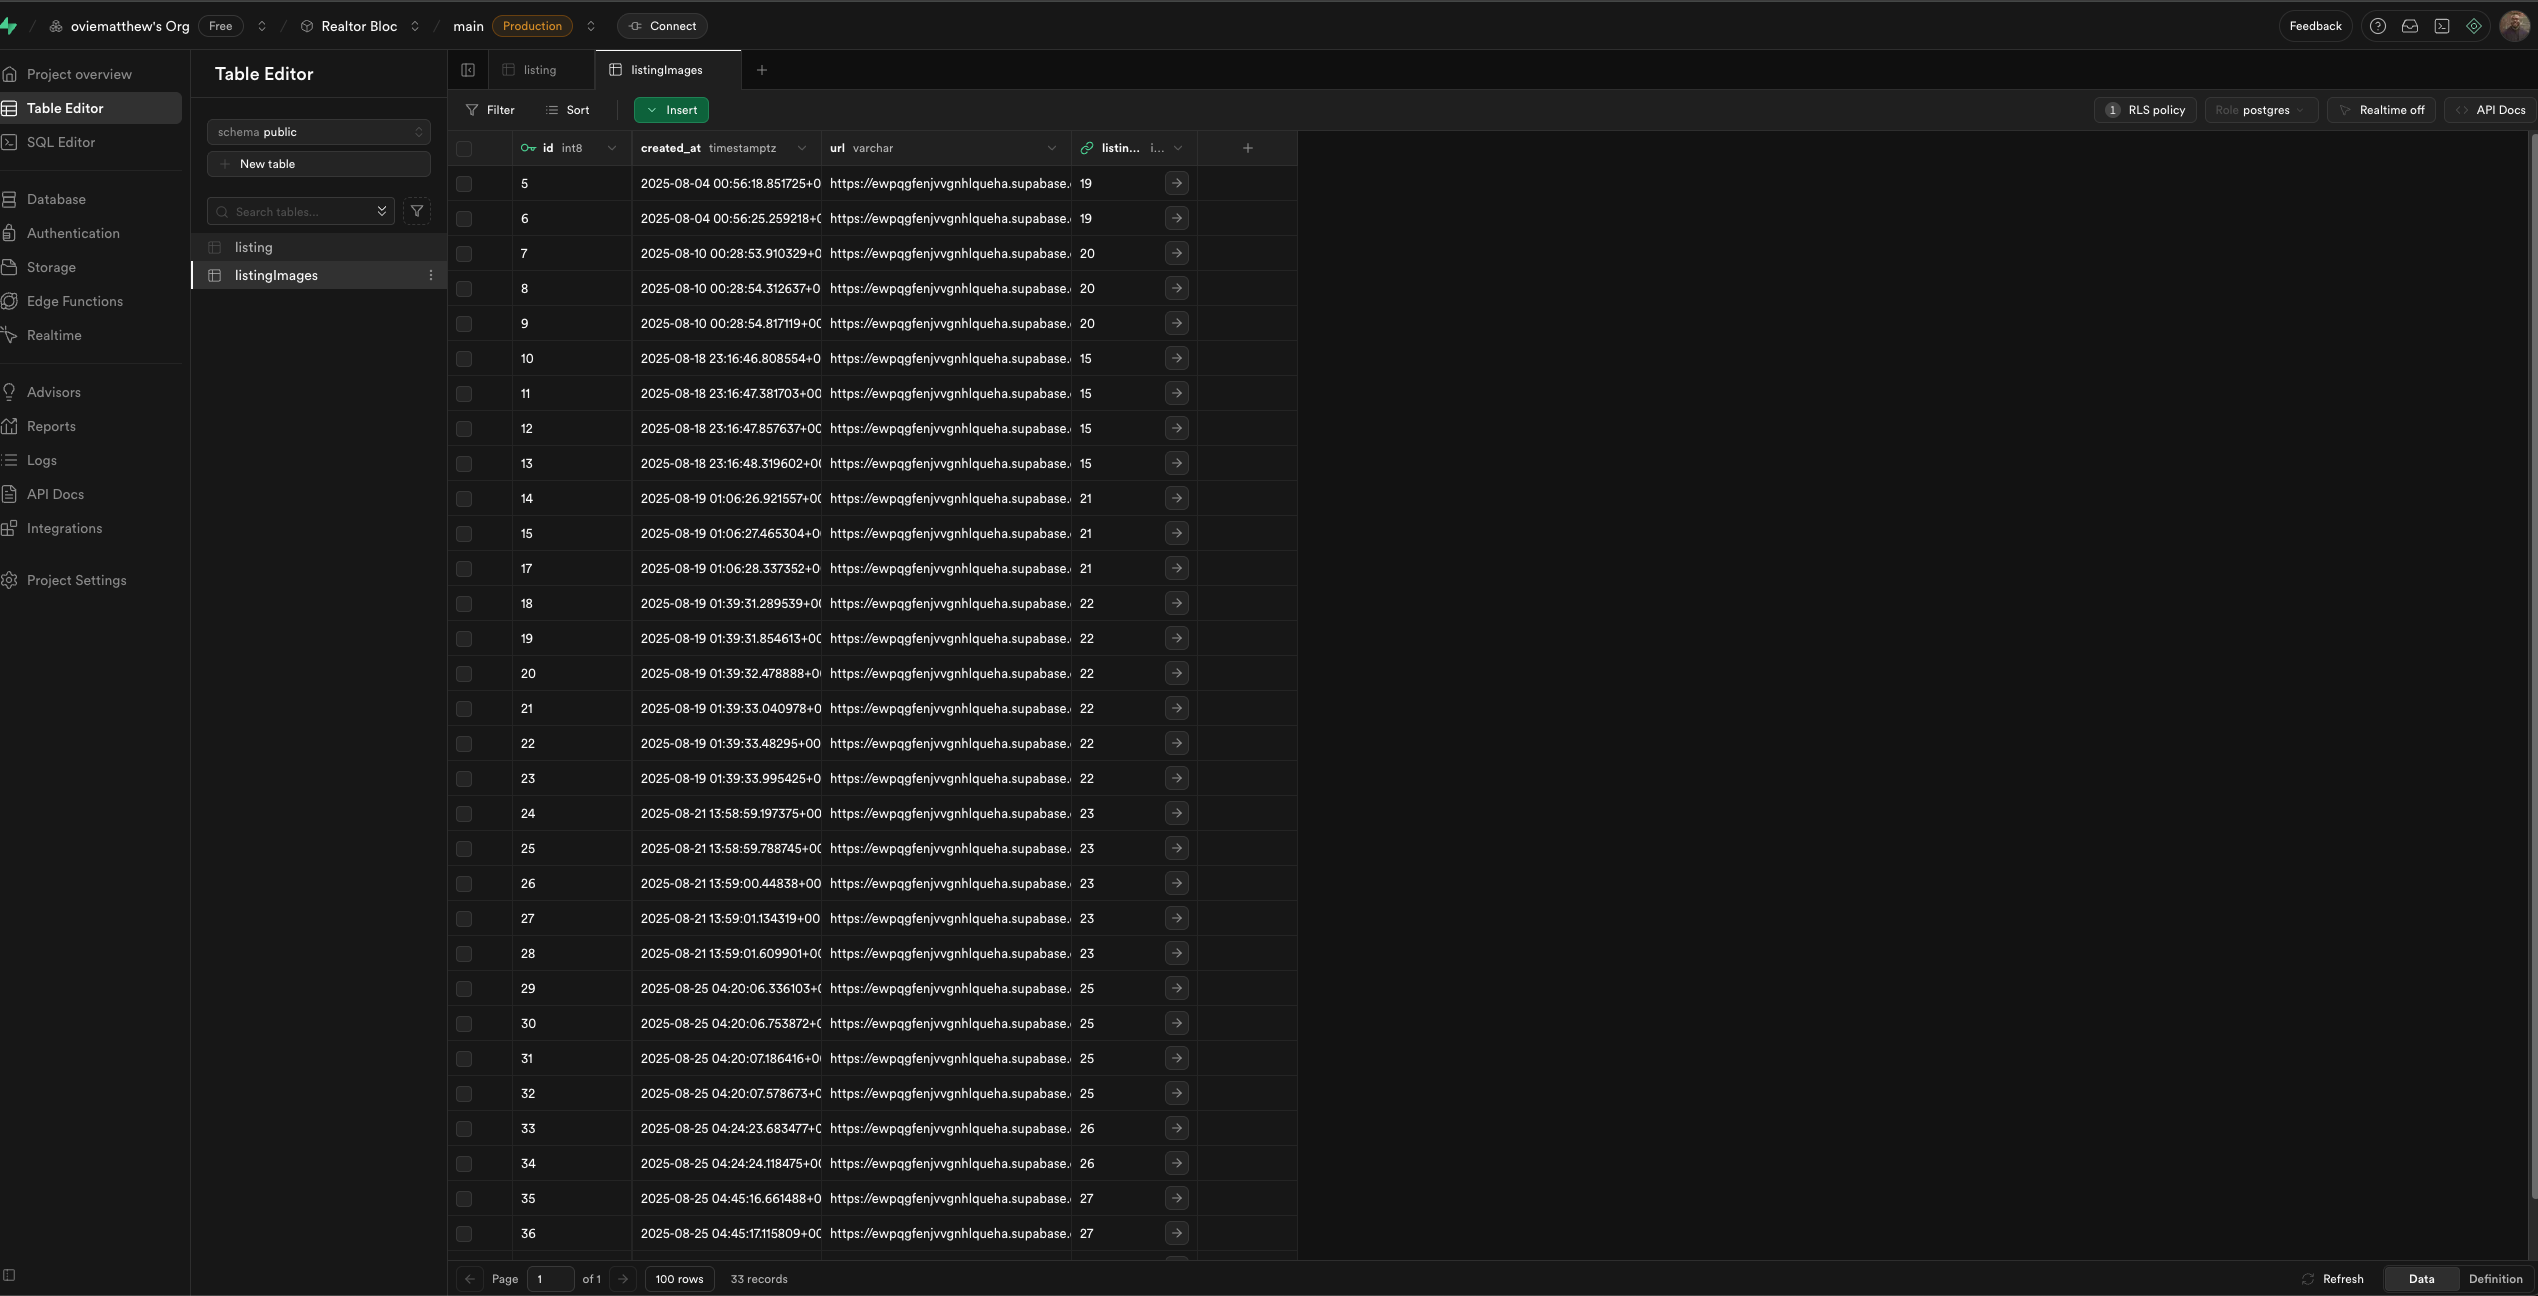 oviematthew's Org Free Realtor Bloc main Production Connect Feedback
Project overview
Table Editor
SQL Editor
Database
Authentication
Storage
Edge Functions
Realtime
Advisors
Reports
Logs
API Docs
Integrations
Project Settings
Table Editor
schema public
New table
Search tables...
listing
listingImages
listing listingImages
Filter Sort Insert 1 RLS policy Role postgres Realtime off API Docs
id int8 created_at timestamptz url varchar listin... i...
5 2025-08-04 00:56:18.851725+0 https://ewpqgfenjvvgnhlqueha.supabase. 19
6 2025-08-04 00:56:25.259218+0 https://ewpqgfenjvvgnhlqueha.supabase. 19
7 2025-08-10 00:28:53.910329+0 https://ewpqgfenjvvgnhlqueha.supabase. 20
8 2025-08-10 00:28:54.312637+0 https://ewpqgfenjvvgnhlqueha.supabase. 20
9 2025-08-10 00:28:54.817119+00 https://ewpqgfenjvvgnhlqueha.supabase. 20
10 2025-08-18 23:16:46.808554+0 https://ewpqgfenjvvgnhlqueha.supabase. 15
11 2025-08-18 23:16:47.381703+00 https://ewpqgfenjvvgnhlqueha.supabase. 15
12 2025-08-18 23:16:47.857637+00 https://ewpqgfenjvvgnhlqueha.supabase. 15
13 2025-08-18 23:16:48.319602+00 https://ewpqgfenjvvgnhlqueha.supabase. 15
14 2025-08-19 01:06:26.921557+00 https://ewpqgfenjvvgnhlqueha.supabase. 21
15 2025-08-19 01:06:27.465304+0 https://ewpqgfenjvvgnhlqueha.supabase. 21
17 2025-08-19 01:06:28.337352+0 https://ewpqgfenjvvgnhlqueha.supabase. 21
18 2025-08-19 01:39:31.289539+00 https://ewpqgfenjvvgnhlqueha.supabase. 22
19 2025-08-19 01:39:31.854613+00 https://ewpqgfenjvvgnhlqueha.supabase. 22
20 2025-08-19 01:39:32.478888+0 https://ewpqgfenjvvgnhlqueha.supabase. 22
21 2025-08-19 01:39:33.040978+0 https://ewpqgfenjvvgnhlqueha.supabase. 22
22 2025-08-19 01:39:33.48295+00 https://ewpqgfenjvvgnhlqueha.supabase. 22
23 2025-08-19 01:39:33.995425+0 https://ewpqgfenjvvgnhlqueha.supabase. 22
24 2025-08-21 13:58:59.197375+00 https://ewpqgfenjvvgnhlqueha.supabase. 23
25 2025-08-21 13:58:59.788745+00 https://ewpqgfenjvvgnhlqueha.supabase. 23
26 2025-08-21 13:59:00.44838+00 https://ewpqgfenjvvgnhlqueha.supabase. 23
27 2025-08-21 13:59:01.134319+00 https://ewpqgfenjvvgnhlqueha.supabase. 23
28 2025-08-21 13:59:01.609901+00 https://ewpqgfenjvvgnhlqueha.supabase. 23
29 2025-08-25 04:20:06.336103+0 https://ewpqgfenjvvgnhlqueha.supabase. 25
30 2025-08-25 04:20:06.753872+0 https://ewpqgfenjvvgnhlqueha.supabase. 25
31 2025-08-25 04:20:07.186416+00 https://ewpqgfenjvvgnhlqueha.supabase. 25
32 2025-08-25 04:20:07.578673+0 https://ewpqgfenjvvgnhlqueha.supabase. 25
33 2025-08-25 04:24:23.683477+0 https://ewpqgfenjvvgnhlqueha.supabase. 26
34 2025-08-25 04:24:24.118475+00 https://ewpqgfenjvvgnhlqueha.supabase. 26
35 2025-08-25 04:45:16.661488+0 https://ewpqgfenjvvgnhlqueha.supabase. 27
36 2025-08-25 04:45:17.115809+00 https://ewpqgfenjvvgnhlqueha.supabase. 27
Page 1 of 1 100 rows 33 records Refresh Data Definition